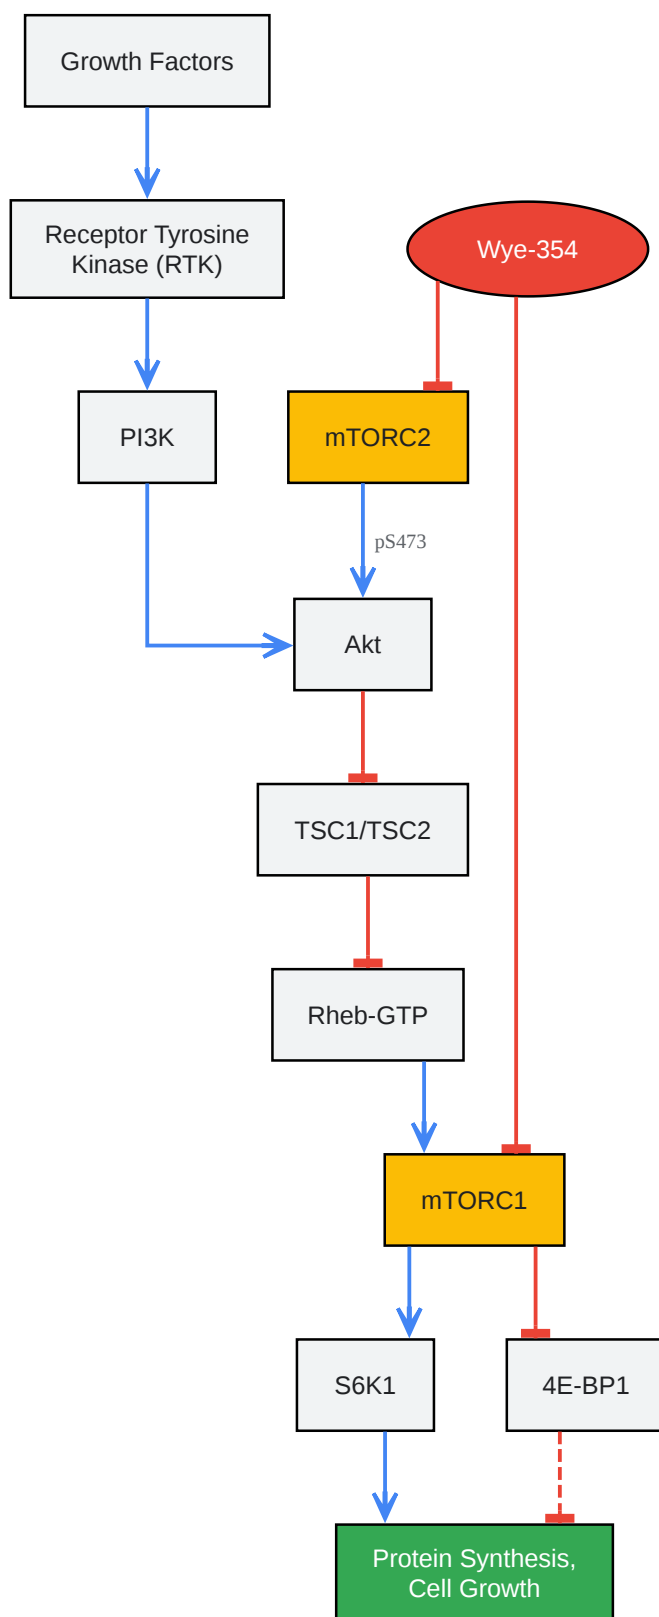 Growth Factors
Receptor Tyrosine
Kinase (RTK)
Wye-354
PI3K
mTORC2
pS473
Akt
TSC1/TSC2
Rheb-GTP
mTORC1
S6K1
4E-BP1
Protein Synthesis,
Cell Growth